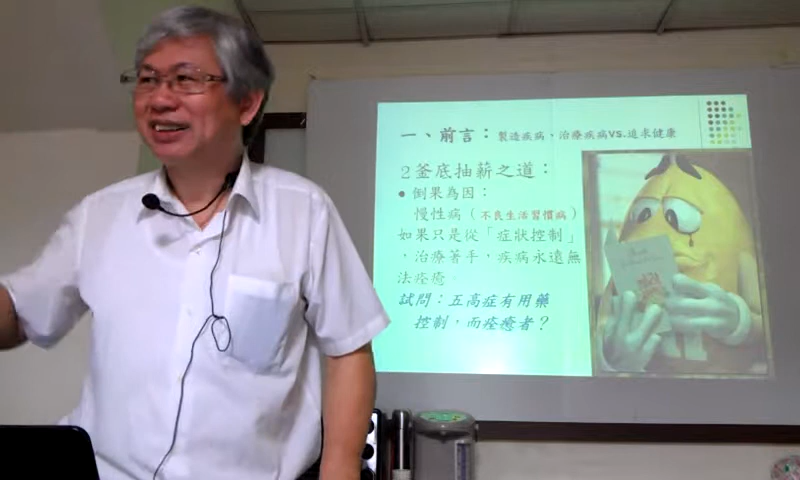 一、前言：製造疾病、治療疾病VS.追求健康
2釜底抽薪之道：
● 倒果為因：
慢性病（不良生活習慣病）
如果只是從「症狀控制」
，治療著手，疾病永遠無
法痊癒。
試問：五高症有用藥
控制，而痊癒者？